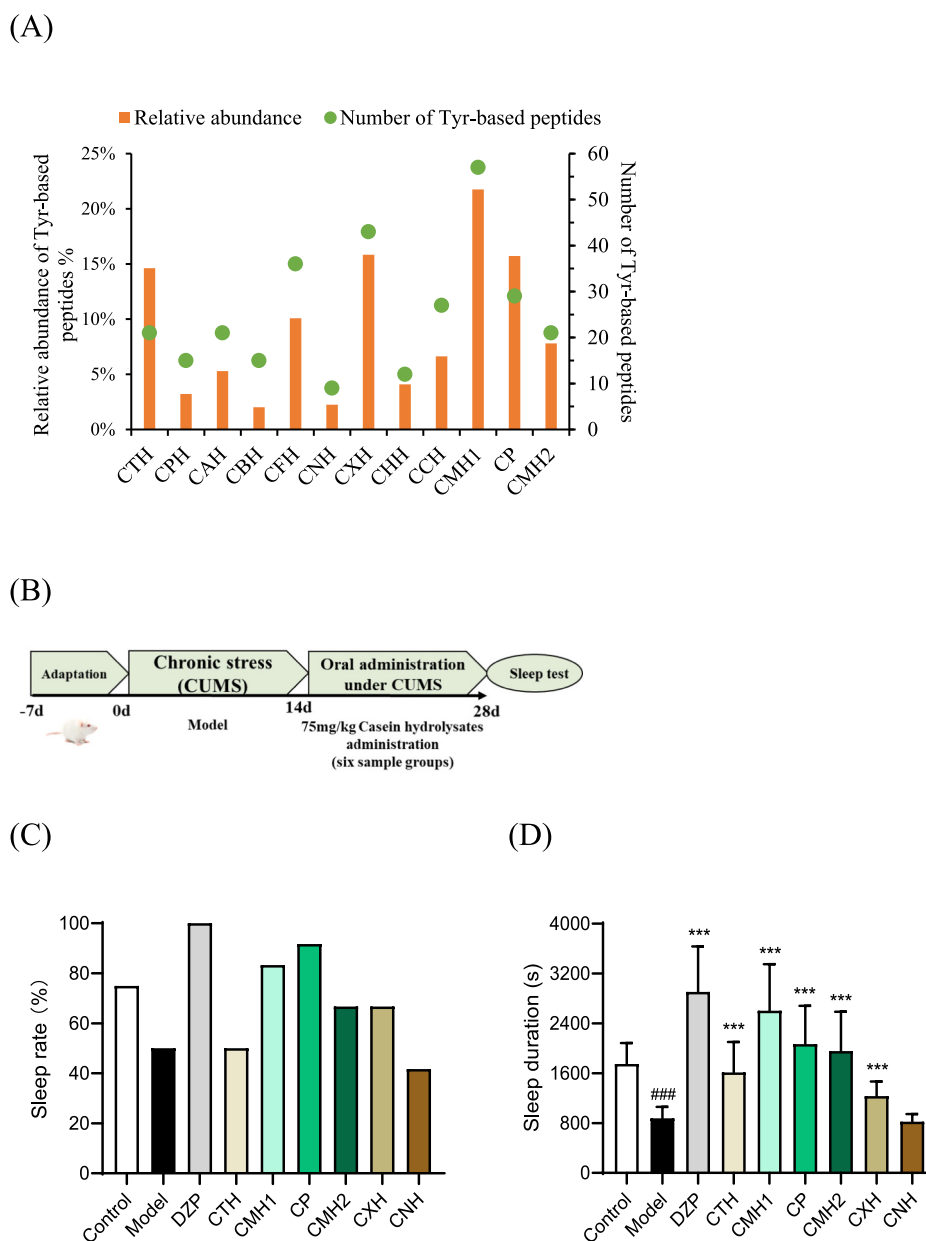 (A)
Relative abundance
Number of Tyr-based peptides
Relative abundance of Tyr-based
peptides %
25%
20%
15%
10%
5%
0%
60
50
40
30
20
10
0
Number of Tyr-based peptides
CTH
CPH
CAH
CBH
CFH
CNH
CXH
CHH
CCH
CMH1
CP
CMH2
(B)
Adaptation
Chronic stress
(CUMS)
Oral administration
under CUMS
Sleep test
-7d
0d
14d
28d
Model
75mg/kg Casein hydrolysates
administration
(six sample groups)
(C)
Sleep rate (%)
100
80
60
40
20
0
Control
Model
DZP
CTH
CMH1
CP
CMH2
CXH
CNH
(D)
Sleep duration (s)
4000
3200
2400
1600
800
0
###
***
***
***
***
***
***
Control
Model
DZP
CTH
CMH1
CP
CMH2
CXH
CNH